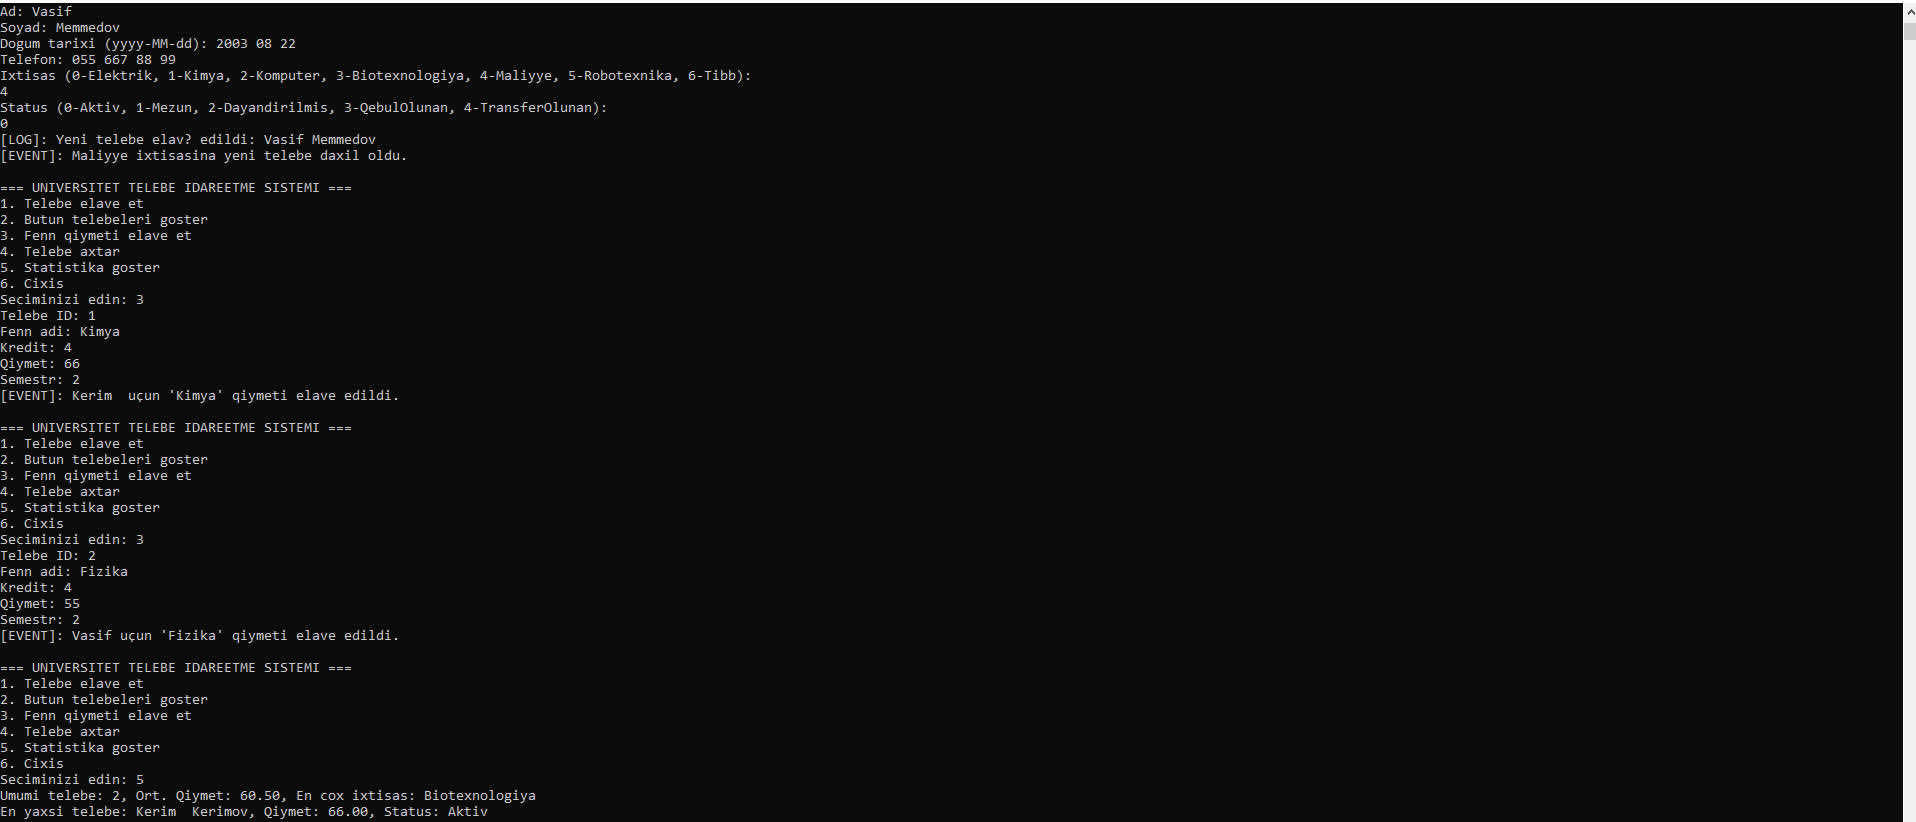 Ad: Vasif
Soyad: Memmedov
Dogum tarixi (yyyy-MM-dd): 2003 08 22
Telefon: 055 667 88 99
Ixtisas (0-Elektrik, 1-Kimya, 2-Komputer, 3-Biotexnologiya, 4-Maliyye, 5-Robotexnika, 6-Tibb):
4
Status (0-Aktiv, 1-Mezun, 2-Dayandirilmis, 3-QebulOlunan, 4-TransferOlunan):
0
[LOG]: Yeni telebe elav? edildi: Vasif Memmedov
[EVENT]: Maliyye ixtisasina yeni telebe daxil oldu.

=== UNIVERSITET TELEBE IDAREETME SISTEMI ===
1. Telebe elave et
2. Butun telebeleri goster
3. Fenn qiymeti elave et
4. Telebe axtar
5. Statistika goster
6. Cixis
Seciminizi edin: 3
Telebe ID: 1
Fenn adi: Kimya
Kredit: 4
Qiymet: 66
Semestr: 2
[EVENT]: Kerim  uçun 'Kimya' qiymeti elave edildi.

=== UNIVERSITET TELEBE IDAREETME SISTEMI ===
1. Telebe elave et
2. Butun telebeleri goster
3. Fenn qiymeti elave et
4. Telebe axtar
5. Statistika goster
6. Cixis
Seciminizi edin: 3
Telebe ID: 2
Fenn adi: Fizika
Kredit: 4
Qiymet: 55
Semestr: 2
[EVENT]: Vasif uçun 'Fizika' qiymeti elave edildi.

=== UNIVERSITET TELEBE IDAREETME SISTEMI ===
1. Telebe elave et
2. Butun telebeleri goster
3. Fenn qiymeti elave et
4. Telebe axtar
5. Statistika goster
6. Cixis
Seciminizi edin: 5
Umumi telebe: 2, Ort. Qiymet: 60.50, En cox ixtisas: Biotexnologiya
En yaxsi telebe: Kerim  Kerimov, Qiymet: 66.00, Status: Aktiv